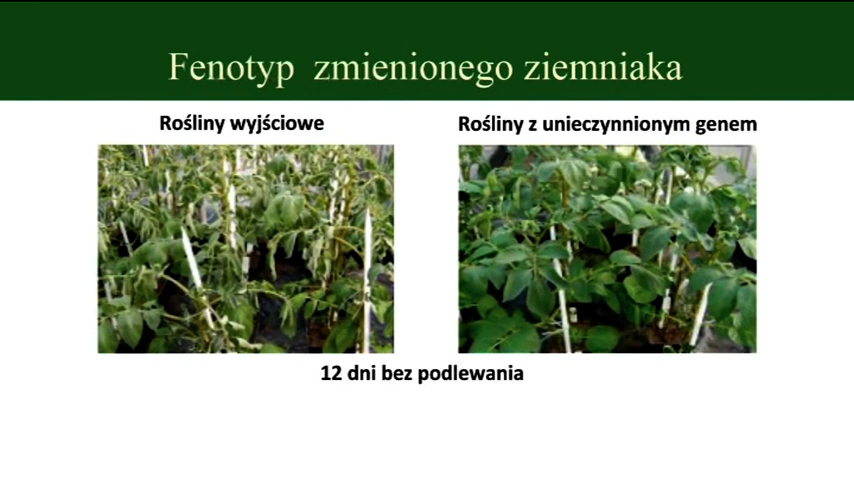 Fenotyp zmienionego ziemniaka
Rośliny wyjściowe
Rośliny z unieczynnionym genem
12 dni bez podlewania